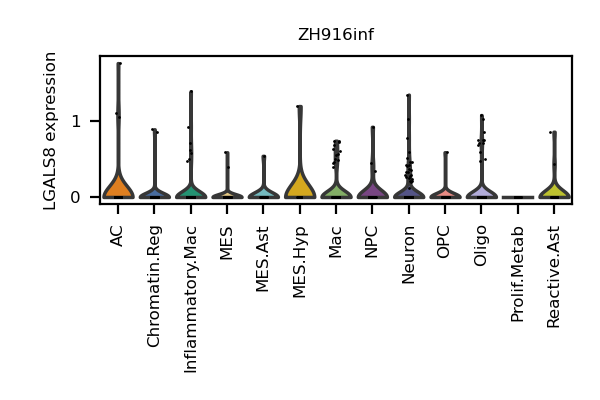 ZH916inf
LGALS8 expression
1
0
AC
Chromatin.Reg
Inflammatory.Mac
MES
MES.Ast
MES.Hyp
Mac
NPC
Neuron
OPC
Oligo
Prolif.Metab
Reactive.Ast